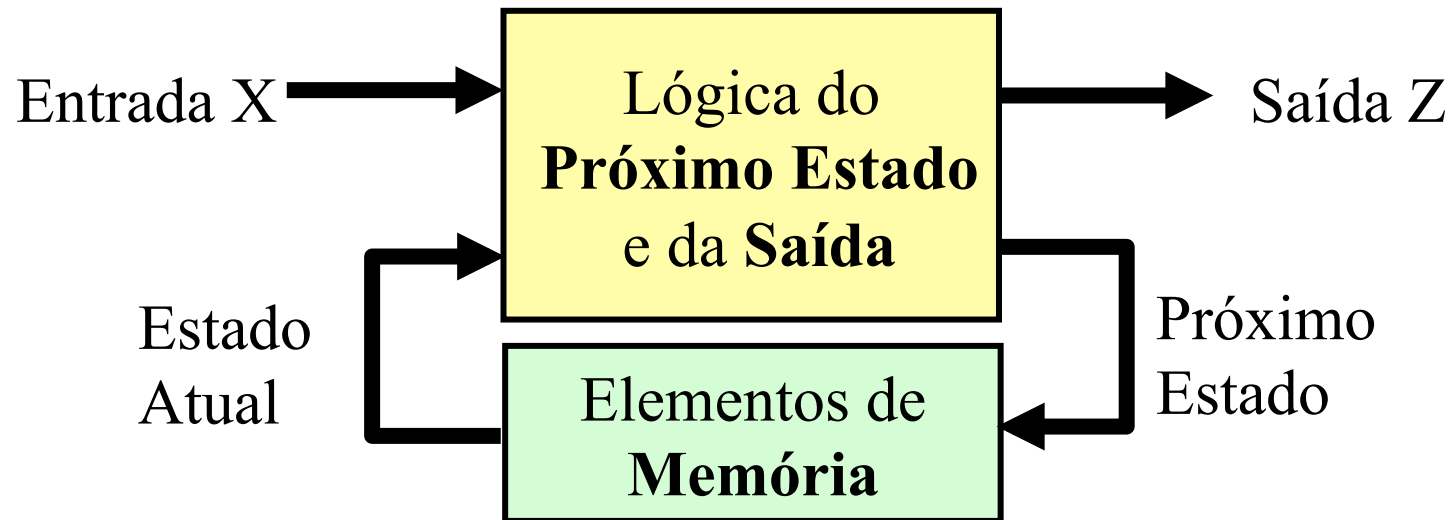 Entrada X
Lógica do
Próximo Estado
e da Saída
Saída Z
Estado
Atual
Próximo
Estado
Elementos de
Memória